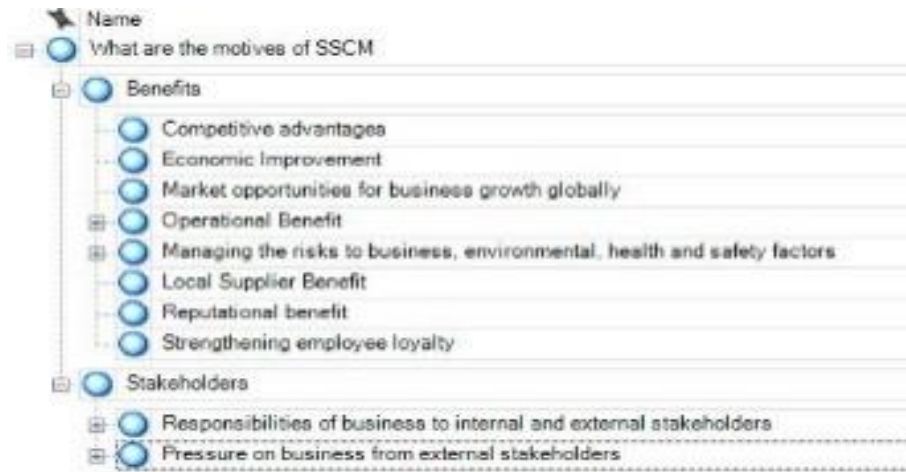 Name
What are the motives of SSCM
Benefits
Competitive advantages
Economic Improvement
Market opportunities for business growth globally
Operational Benefit
Managing the risks to business, environmental, health and safety factors
Local Supplier Benefit
Reputational benefit
Strengthening employee loyalty
Stakeholders
Responsibilities of business to internal and external stakeholders
Pressure on business from external stakeholders